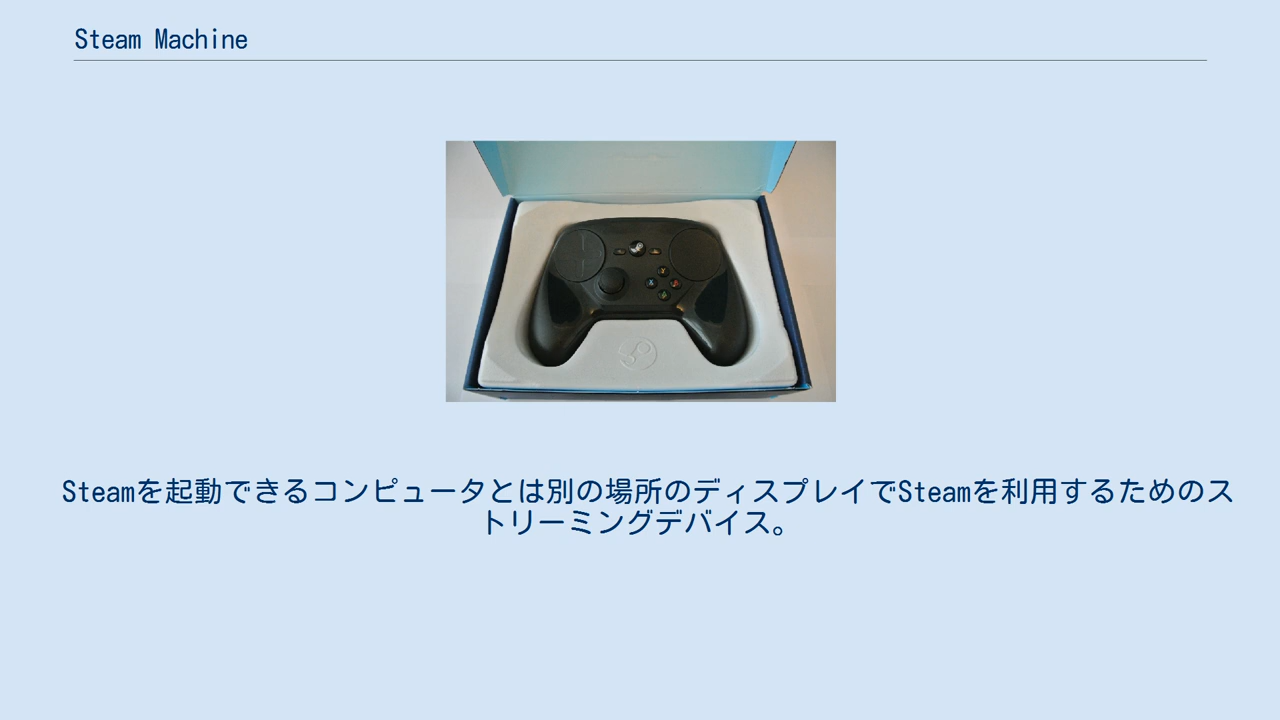 Steam Machine
Steamを起動できるコンピュータとは別の場所のディスプレイでSteamを利用するためのス
トリーミングデバイス。